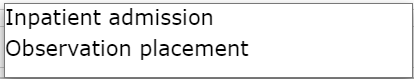 Inpatient admission
Observation placement